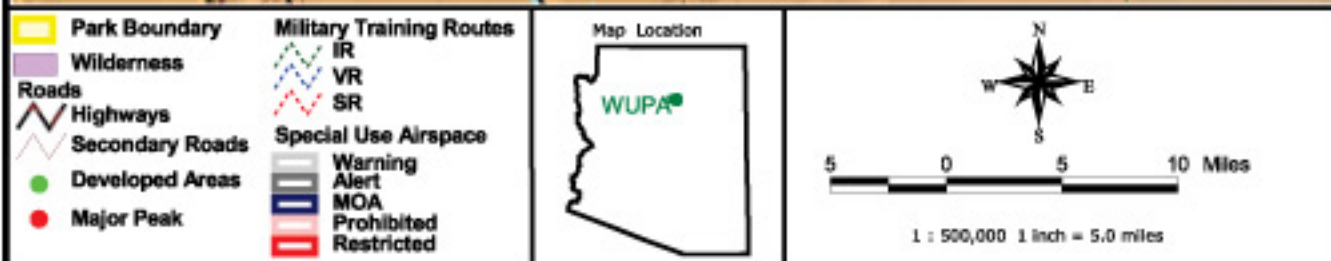 Park Boundary
Wilderness
Roads
Highways
Secondary Roads
Developed Areas
Major Peak
Military Training Routes
IR
VR
SR
Special Use Airspace
Warning
Alert
MOA
Prohibited
Restricted
Map Location
WUPA
N
W E
S
5 0 5 10 Miles
1 : 500,000 1 inch = 5.0 miles